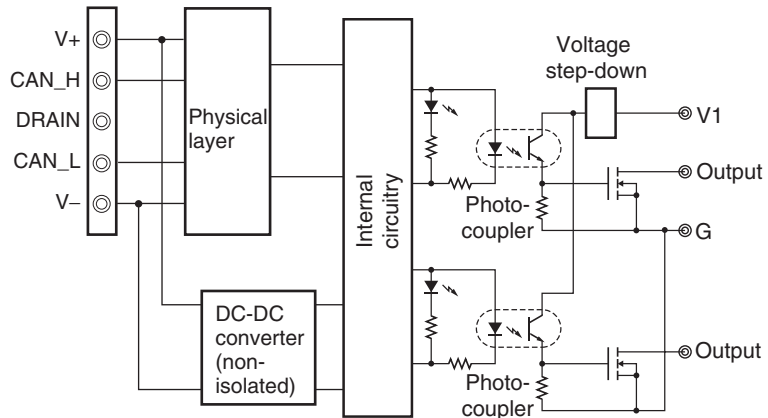 V+
CAN_H
DRAIN
CAN_L
V–
Physical
layer
DC-DC
converter
(non-
isolated)
Internal
circuitry
Voltage
step-down
V1
Output
Photo-
coupler
G
Output
Photo-
coupler